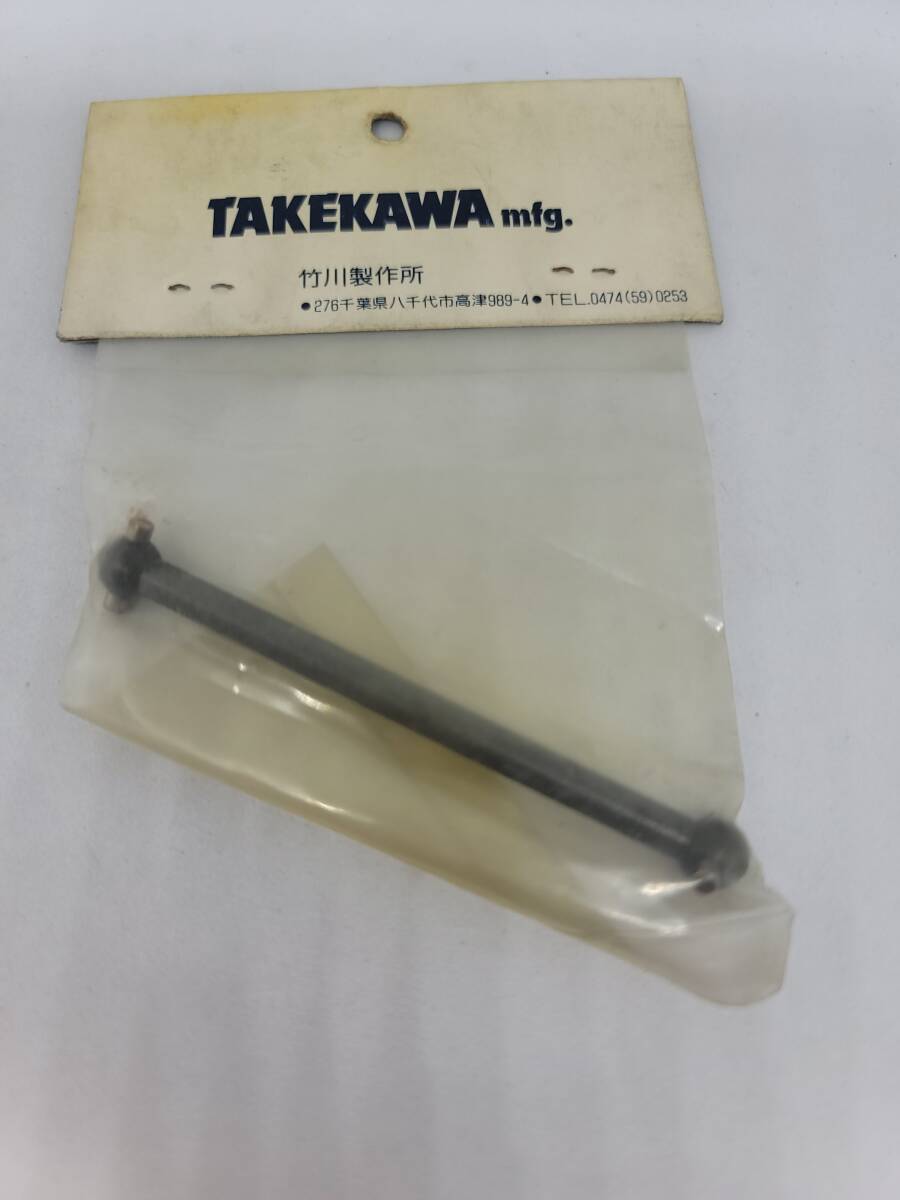 TAKEKAWA mfg.
竹川製作所
●276千葉県八千代市高津989-4●TEL.0474(59)0253